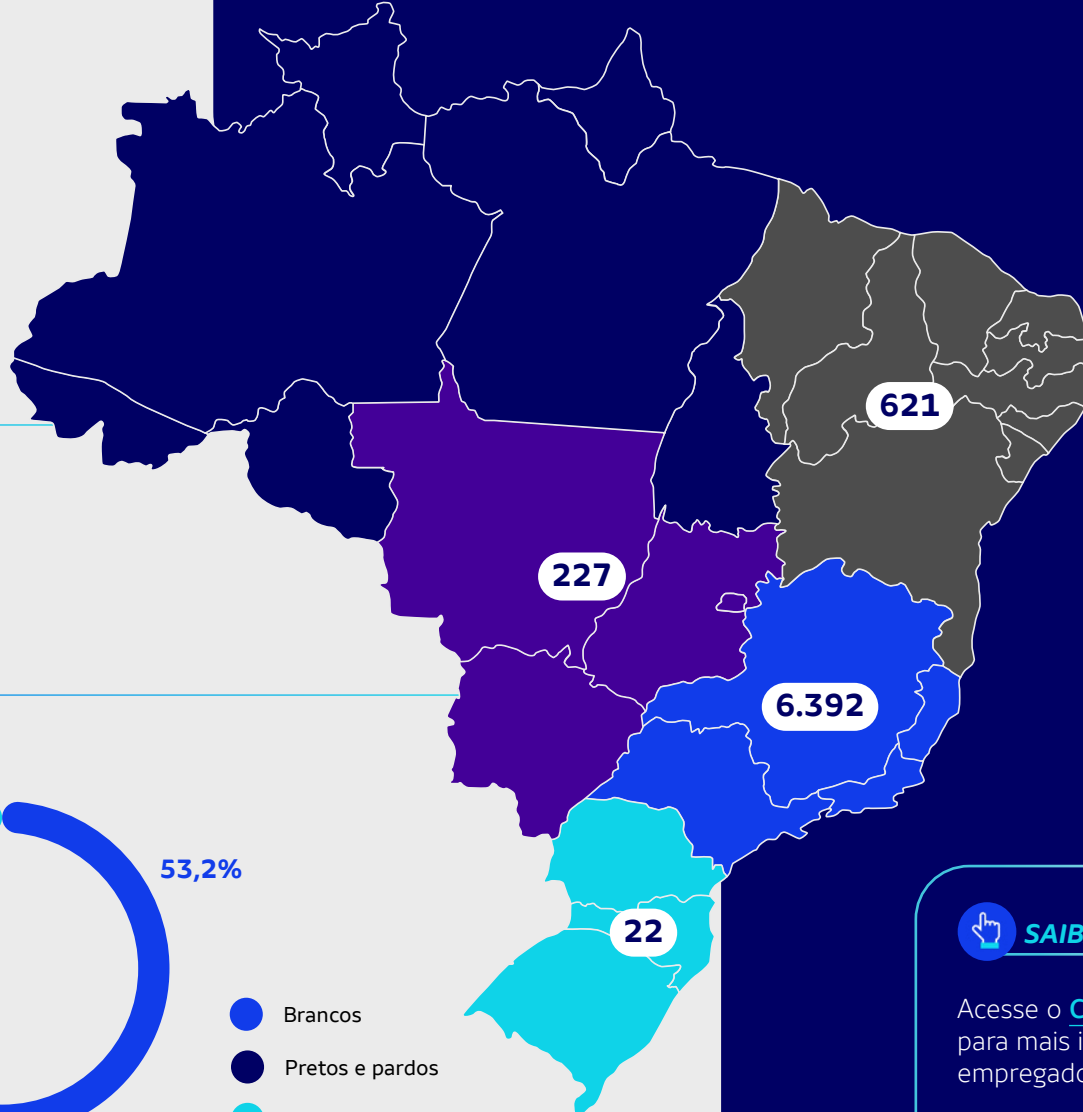 621
227
6.392
22
53,2%
Brancos
Pretos e pardos
SAIB
Acesse o C
para mais i
empregado